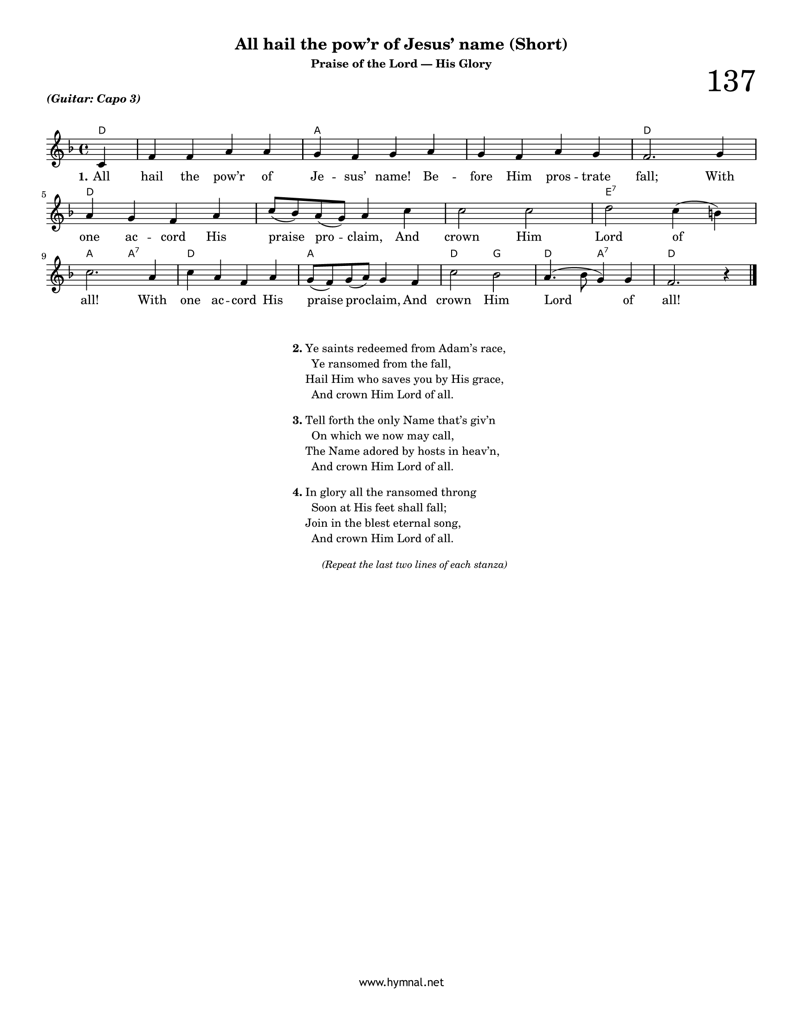 All hail the pow’r of Jesus’ name (Short)
Praise of the Lord — His Glory
137
(Guitar: Capo 3)
D A D
1. All hail the pow’r of Je - sus’ name! Be - fore Him pros - trate fall; With
5 D E7
one ac - cord His praise pro - claim, And crown Him Lord of
9 A A7 D A D G D A7 D
all! With one ac - cord His praise proclaim, And crown Him Lord of all!
2. Ye saints redeemed from Adam’s race,
Ye ransomed from the fall,
Hail Him who saves you by His grace,
And crown Him Lord of all.
3. Tell forth the only Name that’s giv’n
On which we now may call,
The Name adored by hosts in heav’n,
And crown Him Lord of all.
4. In glory all the ransomed throng
Soon at His feet shall fall;
Join in the blest eternal song,
And crown Him Lord of all.
(Repeat the last two lines of each stanza)
www.hymnal.net